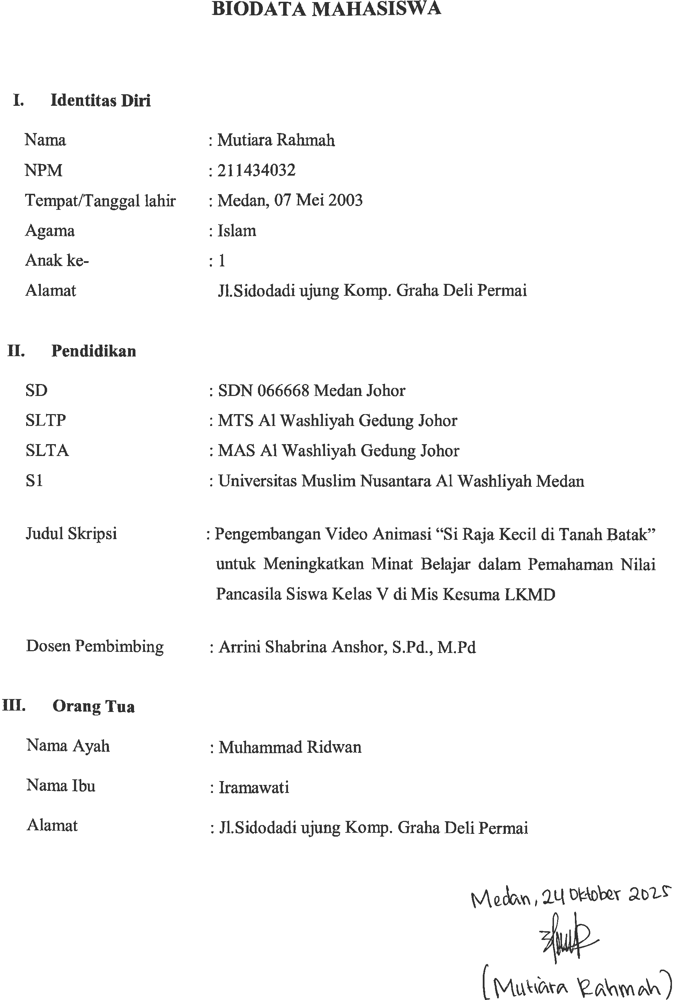 BIODATA MAHASISWA
I. Identitas Diri
Nama : Mutiara Rahmah
NPM : 211434032
Tempat/Tanggal lahir : Medan, 07 Mei 2003
Agama : Islam
Anak ke- : 1
Alamat Jl.Sidodadi ujung Komp. Graha Deli Permai
II. Pendidikan
SD : SDN 066668 Medan Johor
SLTP : MTS Al Washliyah Gedung Johor
SLTA : MAS Al Washliyah Gedung Johor
S1 : Universitas Muslim Nusantara Al Washliyah Medan
Judul Skripsi : Pengembangan Video Animasi “Si Raja Kecil di Tanah Batak”
untuk Meningkatkan Minat Belajar dalam Pemahaman Nilai
Pancasila Siswa Kelas V di Mis Kesuma LKMD
Dosen Pembimbing : Arrini Shabrina Anshor, S.Pd., M.Pd
III. Orang Tua
Nama Ayah : Muhammad Ridwan
Nama Ibu : Iramawati
Alamat : Jl.Sidodadi ujung Komp. Graha Deli Permai
Medan, 24 Oktober 2025
(Mutiara Rahmah)